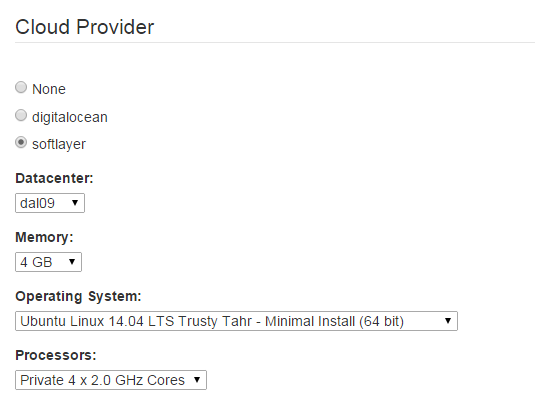 Cloud Provider
None
digitalocean
softlayer
Datacenter:
dal09
Memory:
4 GB
Operating System:
Ubuntu Linux 14.04 LTS Trusty Tahr - Minimal Install (64 bit)
Processors:
Private 4 x 2.0 GHz Cores